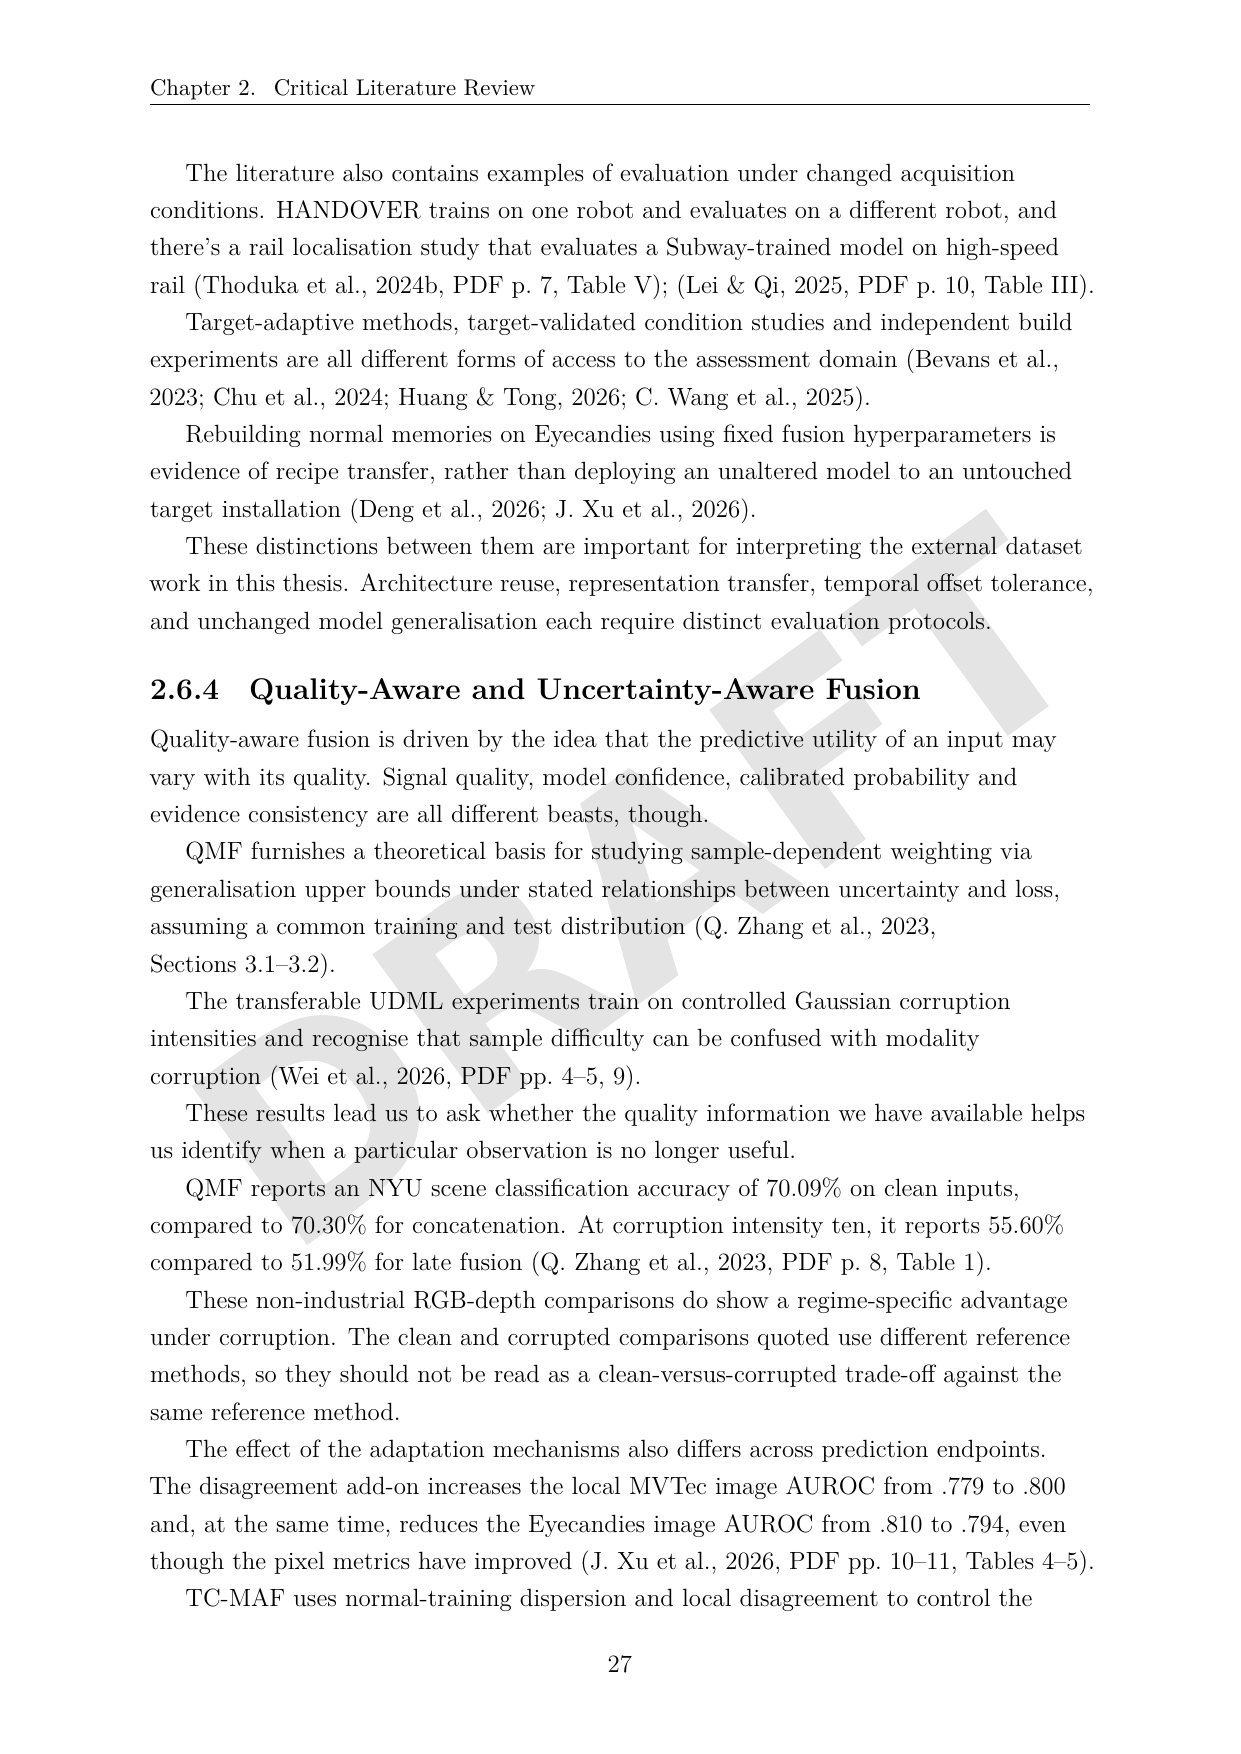 Chapter 2. Critical Literature Review
The literature also contains examples of evaluation under changed acquisition
conditions. HANDOVER trains on one robot and evaluates on a different robot, and
there's a rail localisation study that evaluates a Subway-trained model on high-speed
rail (Thoduka et al., 2024b, PDF p. 7, Table V); (Lei & Qi, 2025, PDF p. 10, Table III).
Target-adaptive methods, target-validated condition studies and independent build
experiments are all different forms of access to the assessment domain (Bevans et al.,
2023; Chu et al., 2024; Huang & Tong, 2026; C. Wang et al., 2025).
Rebuilding normal memories on Eyecandies using fixed fusion hyperparameters is
evidence of recipe transfer, rather than deploying an unaltered model to an untouched
target installation (Deng et al., 2026; J. Xu et al., 2026).
These distinctions between them are important for interpreting the external dataset
work in this thesis. Architecture reuse, representation transfer, temporal offset tolerance,
and unchanged model generalisation each require distinct evaluation protocols.
2.6.4 Quality-Aware and Uncertainty-Aware Fusion
Quality-aware fusion is driven by the idea that the predictive utility of an input may
vary with its quality. Signal quality, model confidence, calibrated probability and
evidence consistency are all different beasts, though.
QMF furnishes a theoretical basis for studying sample-dependent weighting via
generalisation upper bounds under stated relationships between uncertainty and loss,
assuming a common training and test distribution (Q. Zhang et al., 2023,
Sections 3.1–3.2).
The transferable UDML experiments train on controlled Gaussian corruption
intensities and recognise that sample difficulty can be confused with modality
corruption (Wei et al., 2026, PDF pp. 4–5, 9).
These results lead us to ask whether the quality information we have available helps
us identify when a particular observation is no longer useful.
QMF reports an NYU scene classification accuracy of 70.09% on clean inputs,
compared to 70.30% for concatenation. At corruption intensity ten, it reports 55.60%
compared to 51.99% for late fusion (Q. Zhang et al., 2023, PDF p. 8, Table 1).
These non-industrial RGB-depth comparisons do show a regime-specific advantage
under corruption. The clean and corrupted comparisons quoted use different reference
methods, so they should not be read as a clean-versus-corrupted trade-off against the
same reference method.
The effect of the adaptation mechanisms also differs across prediction endpoints.
The disagreement add-on increases the local MVTec image AUROC from .779 to .800
and, at the same time, reduces the Eyecandies image AUROC from .810 to .794, even
though the pixel metrics have improved (J. Xu et al., 2026, PDF pp. 10–11, Tables 4–5).
TC-MAF uses normal-training dispersion and local disagreement to control the
27
DRAFT